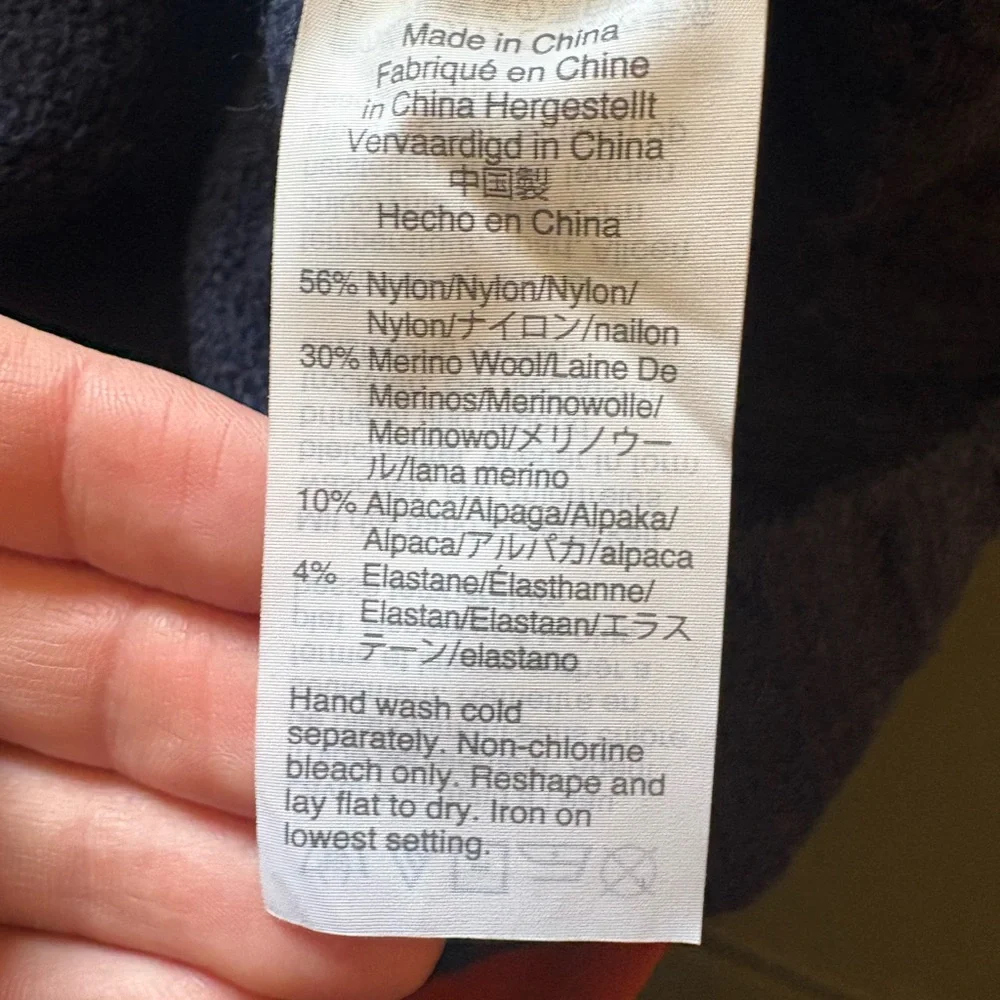 Made in China
Fabriqué en Chine
in China Hergestellt
Vervaardigd in China
中国製
Hecho en China
56% Nylon/Nylon/Nylon/
Nylon/ナイロン/nailon
30% Merino Wool/Laine De
Merinos/Merinowolle/
Merinowol/メリノウー
ル/lana merino
10% Alpaca/Alpaga/Alpaka/
Alpaca/アルパカ/alpaca
4% Elastane/Élasthanne/
Elastan/Elastaan/エラス
テーン/elastano
Hand wash cold
separately. Non-chlorine
bleach only. Reshape and
lay flat to dry. Iron on
lowest setting.